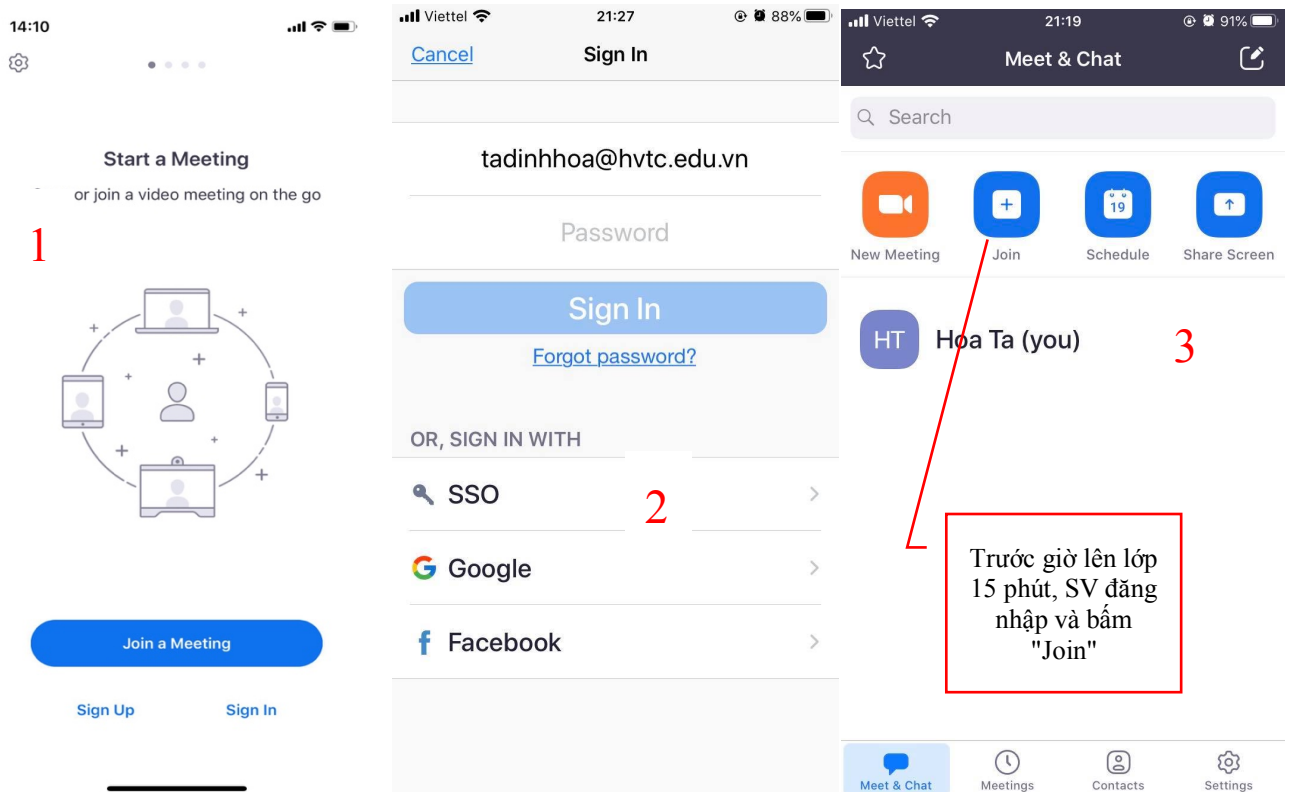 14:10
Start a Meeting
or join a video meeting on the go
1
Join a Meeting
Sign Up Sign In
Viettel 21:27 88%
Cancel Sign In
tadinhhoa@hvtc.edu.vn
Password
Sign In
Forgot password?
OR, SIGN IN WITH
SSO
2
Google
Facebook
Viettel 21:19 91%
Meet & Chat
Search
19
New Meeting Join Schedule Share Screen
HT Hoa Ta (you)
3
Trước giờ lên lớp
15 phút, SV đăng
nhập và bấm
"Join"
Meet & Chat Meetings Contacts Settings